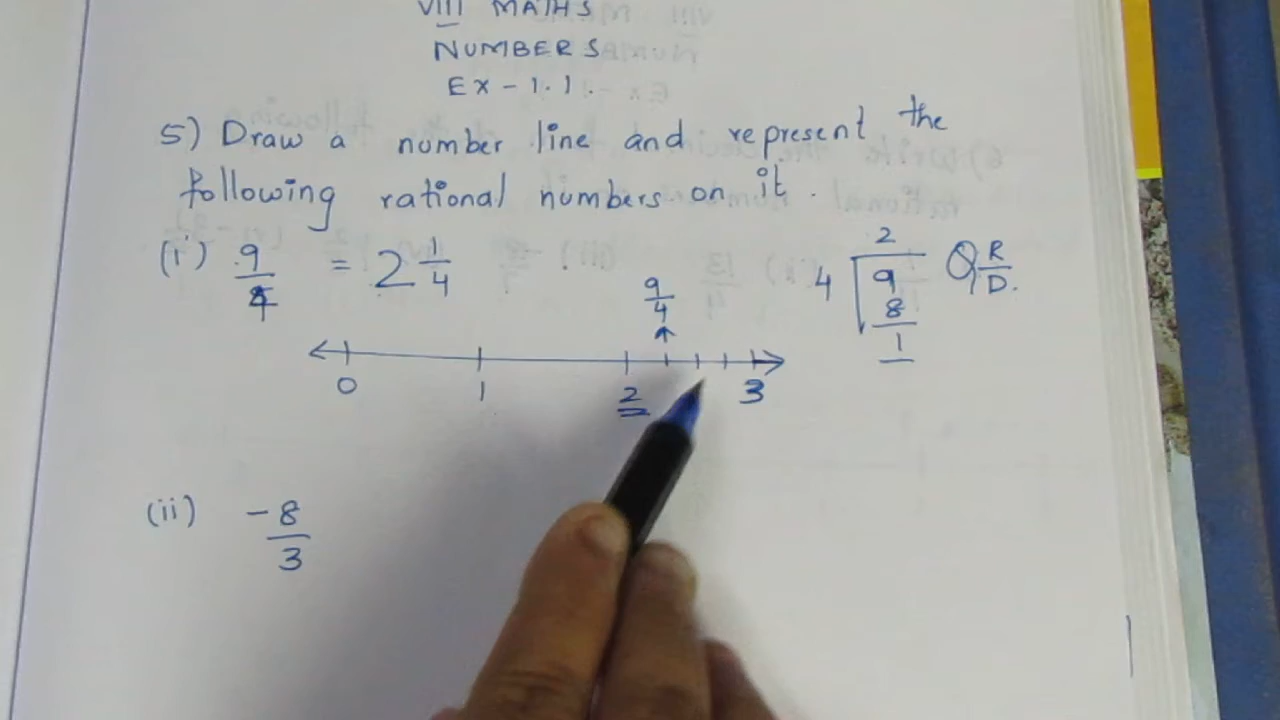 VIII MATHS
NUMBERS
Ex - 1.1.
5) Draw a number line and represent the
following rational numbers on it.
(i) 9/4 = 2 1/4
2
4 9 Q R/D.
8
1
9/4
0 1 2 3
(ii) -8/3